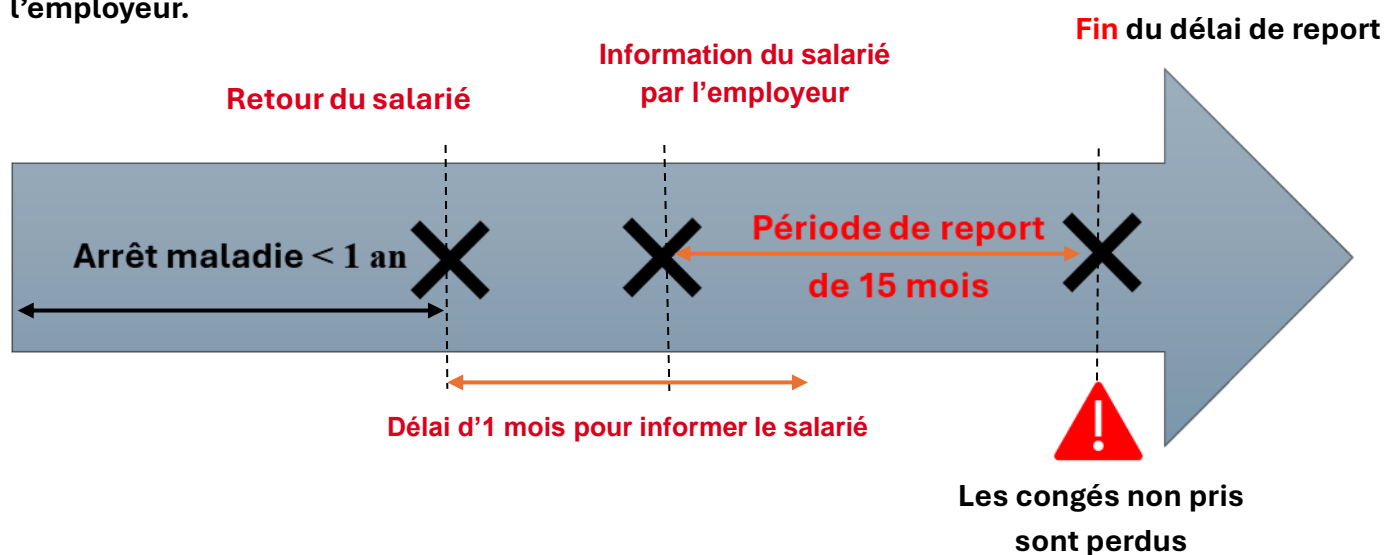 l’employeur.
Fin du délai de report
Information du salarié
par l’employeur
Retour du salarié
Arrêt maladie < 1 an
Période de report
de 15 mois
Délai d’1 mois pour informer le salarié
Les congés non pris
sont perdus